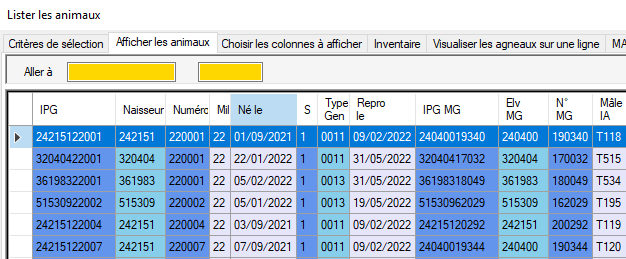 Lister les animaux
Critères de sélection Afficher les animaux Choisir les colonnes à afficher Inventaire Visualiser les agneaux sur une ligne MA
Aller à
IPG Naisseur Numéro Mil Né le S Type Gen Repro le IPG MG Elv MG N° MG Mâle IA
24215122001 242151 220001 22 01/09/2021 1 0011 09/02/2022 24040019340 240400 190340 T118
32040422001 320404 220001 22 22/01/2022 1 0011 31/05/2022 32040417032 320404 170032 T515
36198322001 361983 220001 22 05/02/2022 1 0013 31/05/2022 36198318049 361983 180049 T534
51530922002 515309 220002 22 05/01/2022 1 0013 19/05/2022 51530962029 515309 162029 T195
24215122004 242151 220004 22 03/09/2021 1 0011 09/02/2022 24215120292 242151 200292 T119
24215122007 242151 220007 22 07/09/2021 1 0011 09/02/2022 24040019344 240400 190344 T120